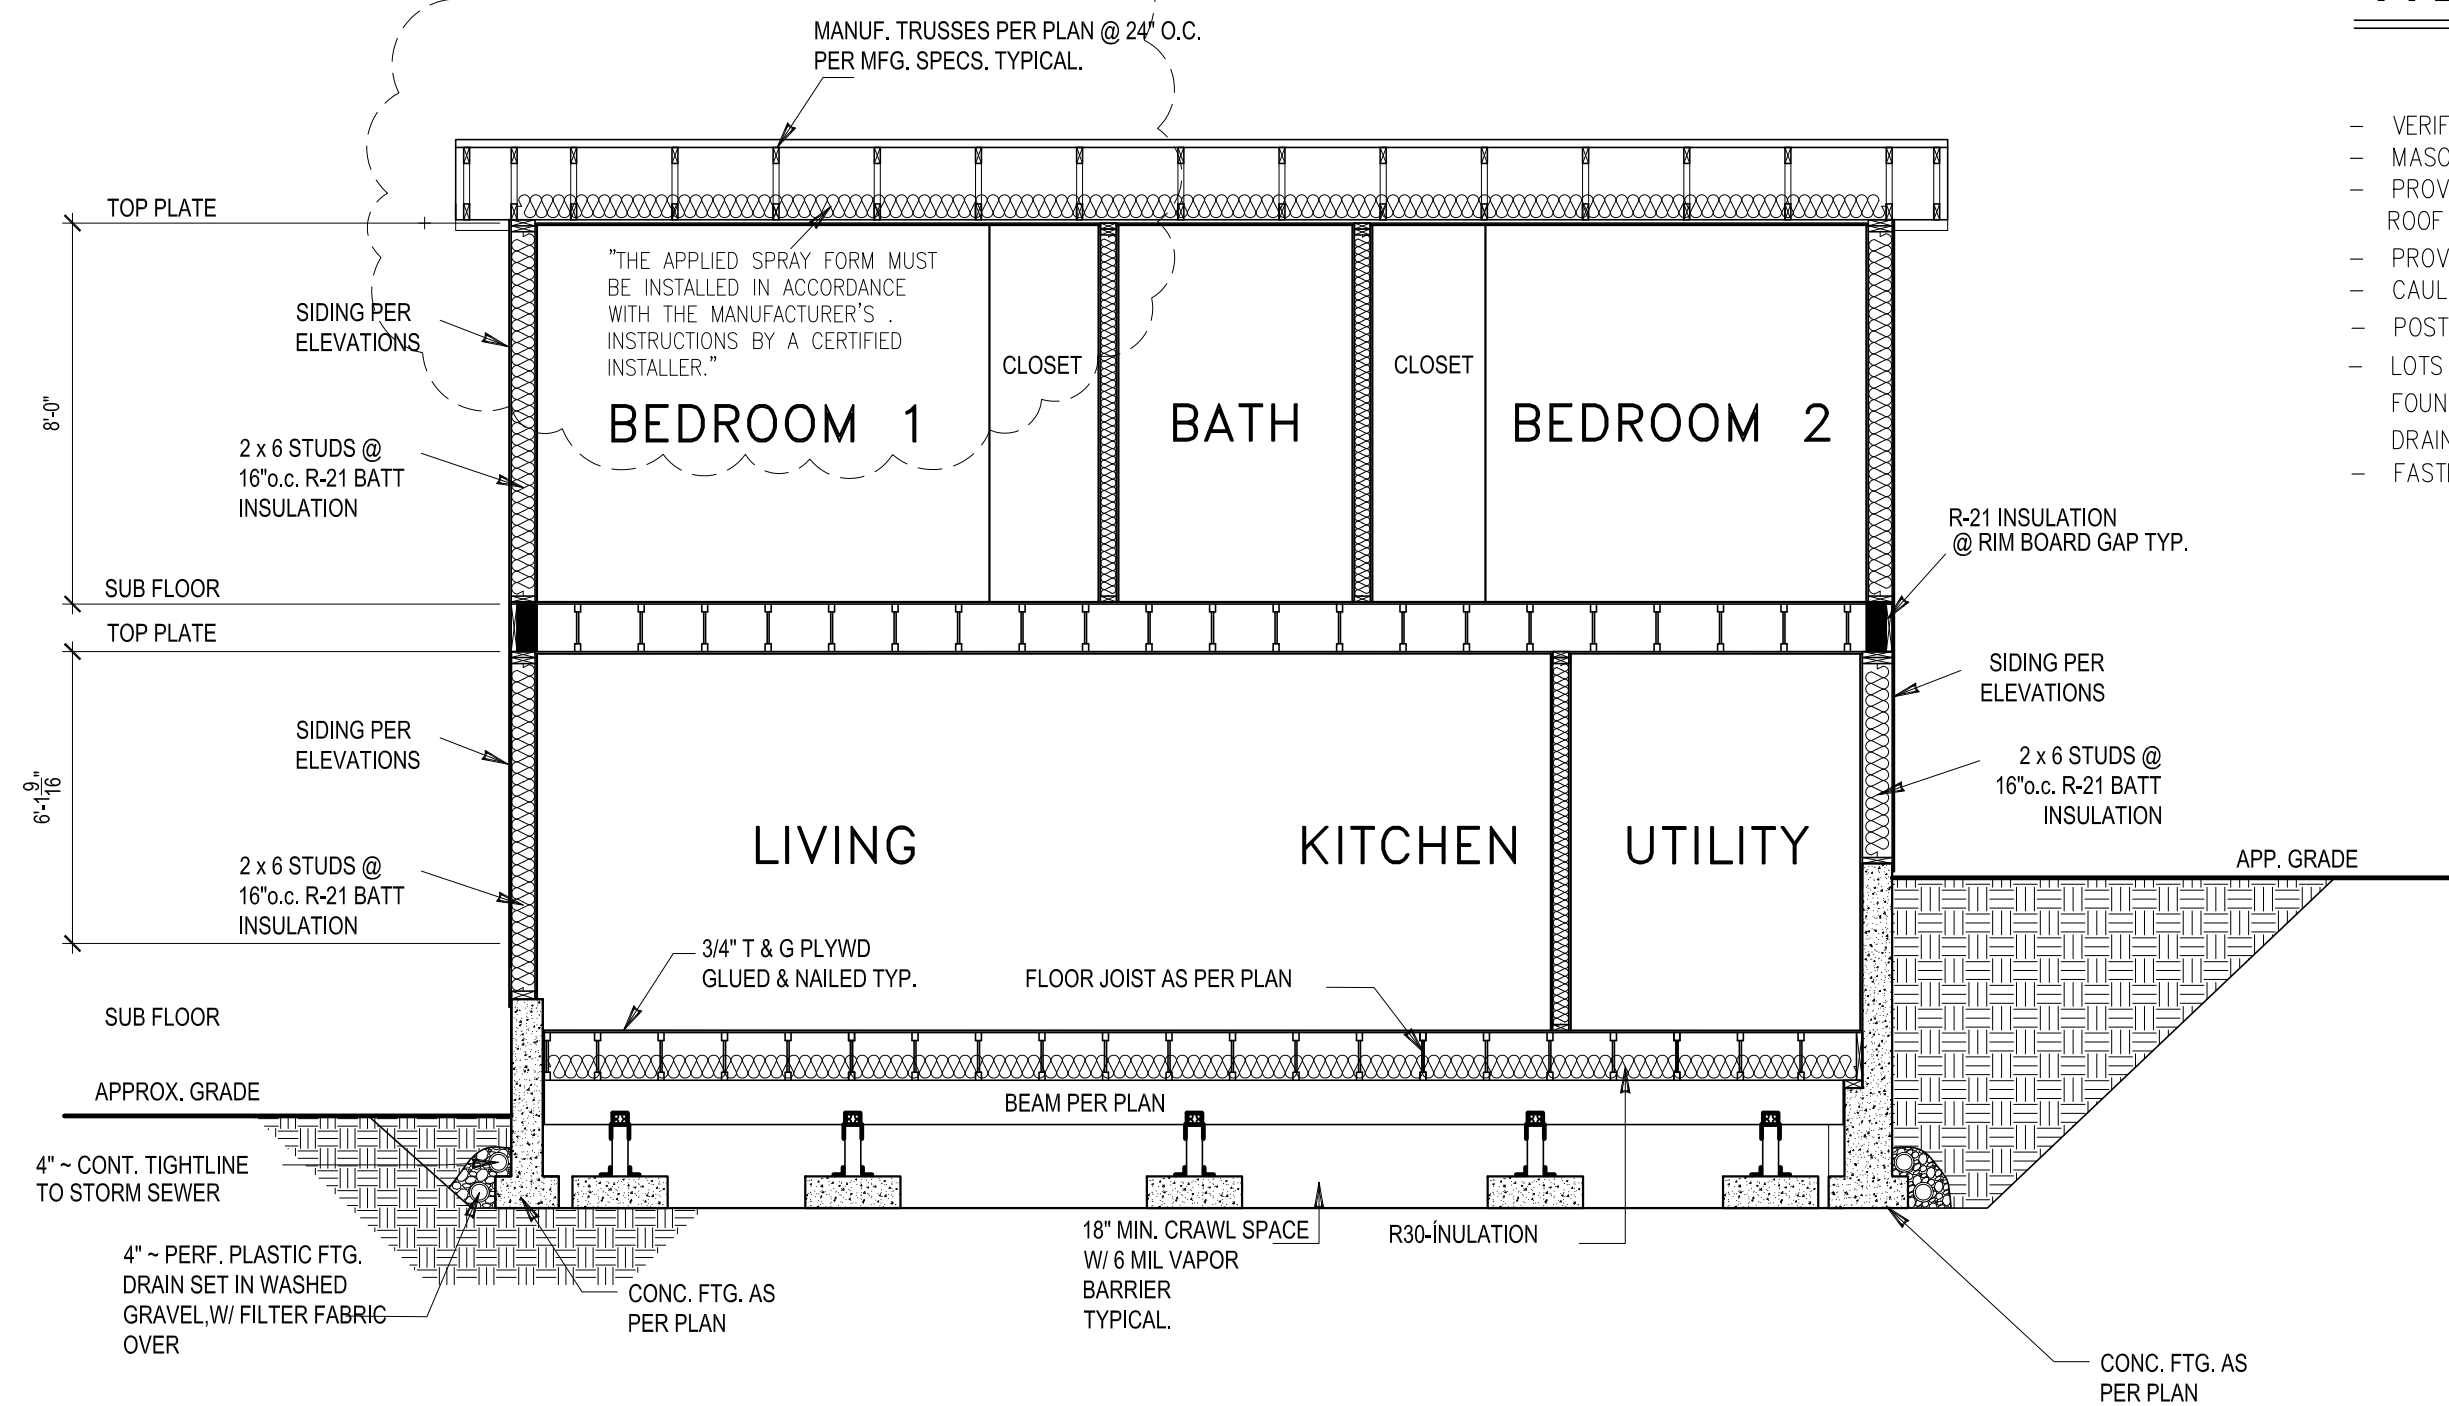 MANUF. TRUSSES PER PLAN @ 24" O.C.
PER MFG. SPECS. TYPICAL.
TOP PLATE
"THE APPLIED SPRAY FORM MUST
BE INSTALLED IN ACCORDANCE
WITH THE MANUFACTURER'S .
INSTRUCTIONS BY A CERTIFIED
INSTALLER."
SIDING PER
ELEVATIONS
CLOSET
CLOSET
8'-0"
BEDROOM 1
BATH
BEDROOM 2
2 x 6 STUDS @
16"o.c. R-21 BATT
INSULATION
R-21 INSULATION
@ RIM BOARD GAP TYP.
SUB FLOOR
TOP PLATE
SIDING PER
ELEVATIONS
SIDING PER
ELEVATIONS
6'-1 9/16"
2 x 6 STUDS @
16"o.c. R-21 BATT
INSULATION
LIVING
KITCHEN
UTILITY
APP. GRADE
2 x 6 STUDS @
16"o.c. R-21 BATT
INSULATION
3/4" T & G PLYWD
GLUED & NAILED TYP.
FLOOR JOIST AS PER PLAN
SUB FLOOR
APPROX. GRADE
BEAM PER PLAN
4" ~ CONT. TIGHTLINE
TO STORM SEWER
4" ~ PERF. PLASTIC FTG.
DRAIN SET IN WASHED
GRAVEL,W/ FILTER FABRIC
OVER
CONC. FTG. AS
PER PLAN
18" MIN. CRAWL SPACE
W/ 6 MIL VAPOR
BARRIER
TYPICAL.
R30-ÍNULATION
CONC. FTG. AS
PER PLAN
- VERIF
- MASO
- PROV
ROOF
- PROV
- CAUL
- POST
- LOTS
FOUN
DRAIN
- FAST